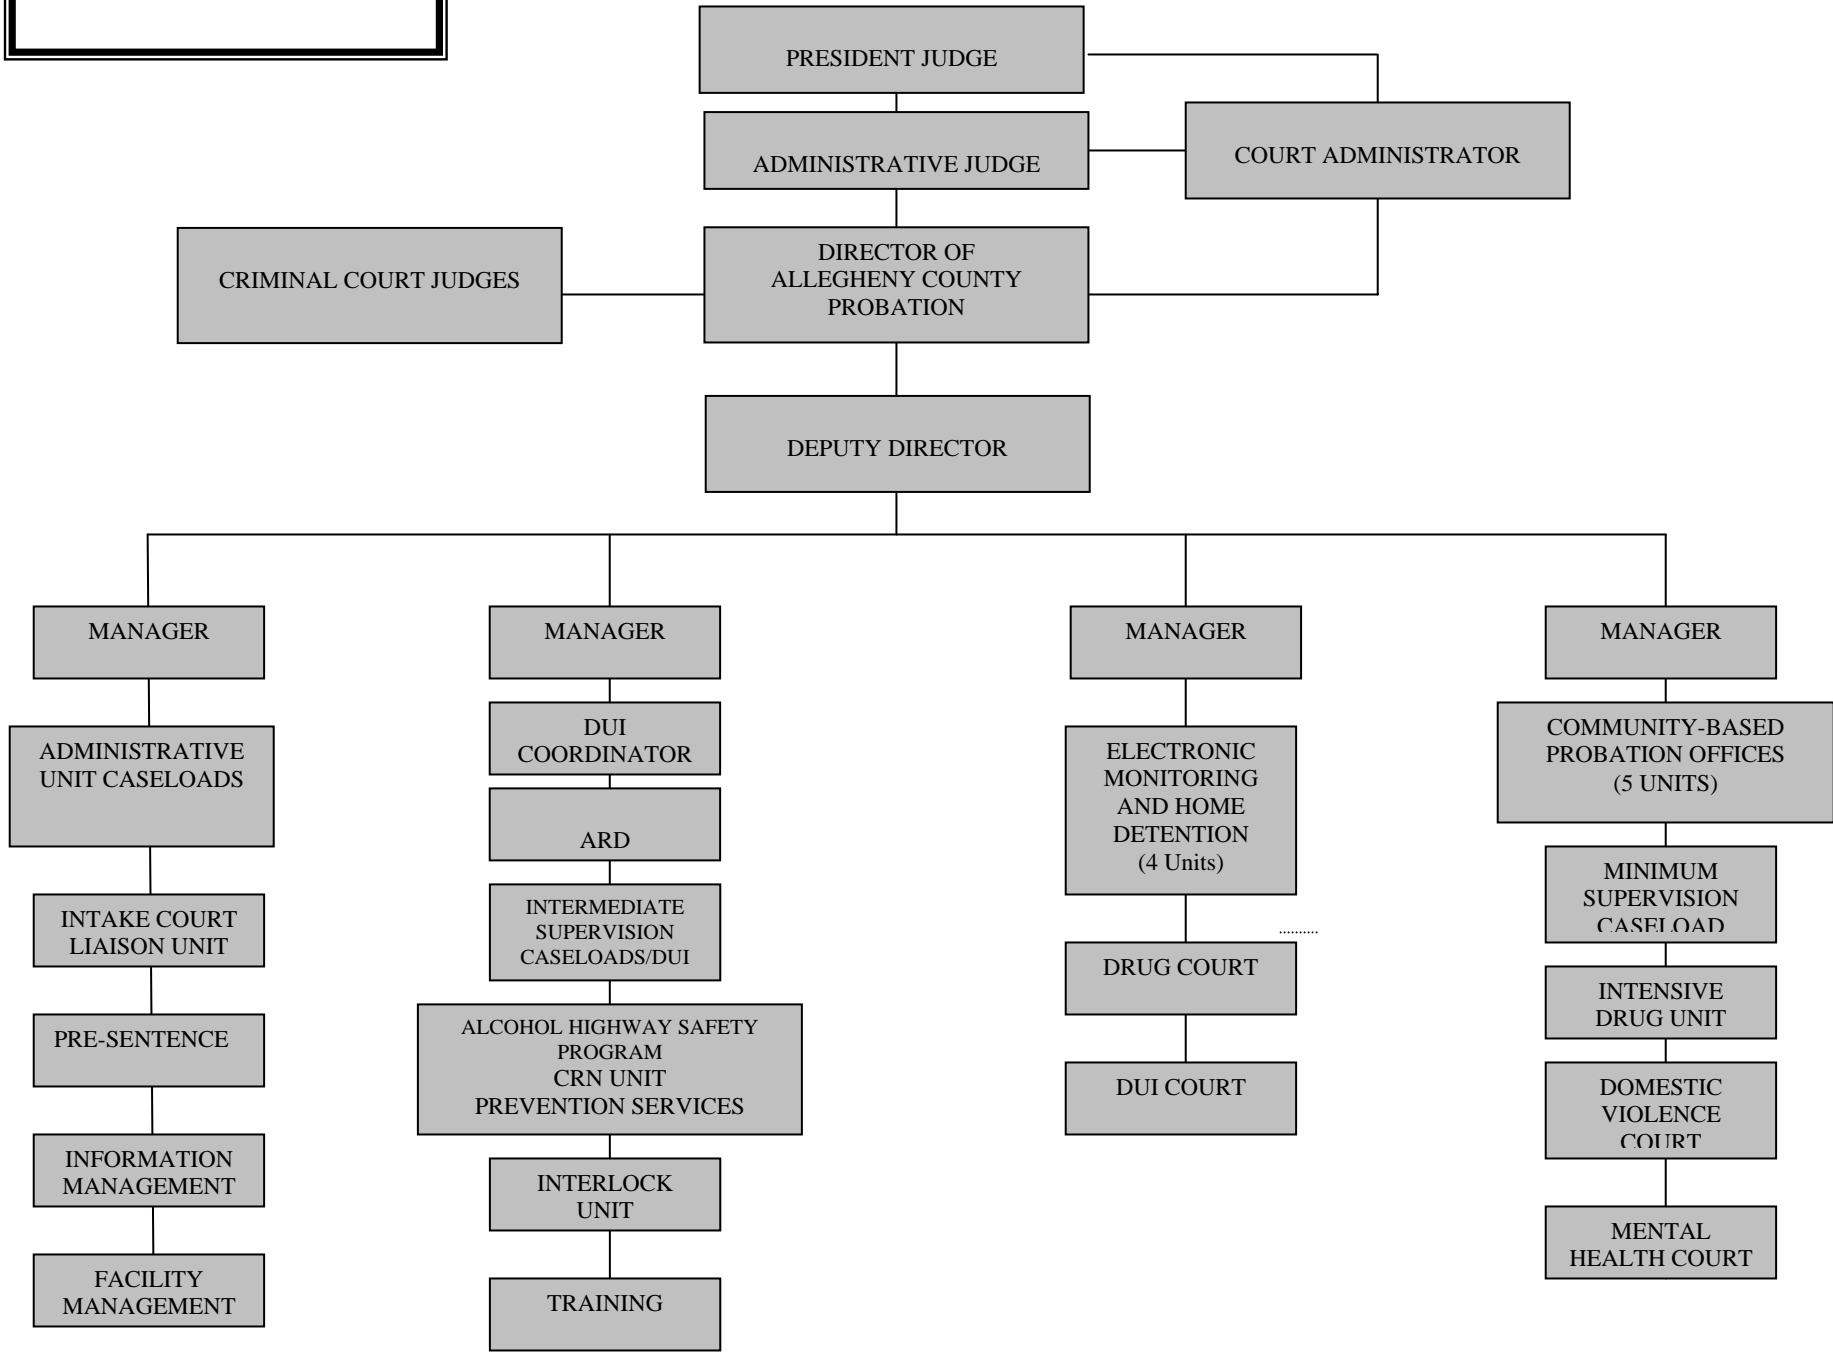 PRESIDENT JUDGE
ADMINISTRATIVE JUDGE
COURT ADMINISTRATOR
CRIMINAL COURT JUDGES
DIRECTOR OF
ALLEGHENY COUNTY
PROBATION
DEPUTY DIRECTOR
MANAGER
ADMINISTRATIVE
UNIT CASELOADS
INTAKE COURT
LIAISON UNIT
PRE-SENTENCE
INFORMATION
MANAGEMENT
FACILITY
MANAGEMENT
MANAGER
DUI
COORDINATOR
ARD
INTERMEDIATE
SUPERVISION
CASELOADS/DUI
ALCOHOL HIGHWAY SAFETY
PROGRAM
CRN UNIT
PREVENTION SERVICES
INTERLOCK
UNIT
TRAINING
MANAGER
ELECTRONIC
MONITORING
AND HOME
DETENTION
(4 Units)
DRUG COURT
DUI COURT
MANAGER
COMMUNITY-BASED
PROBATION OFFICES
(5 UNITS)
MINIMUM
SUPERVISION
CASELOAD
INTENSIVE
DRUG UNIT
DOMESTIC
VIOLENCE
COURT
MENTAL
HEALTH COURT